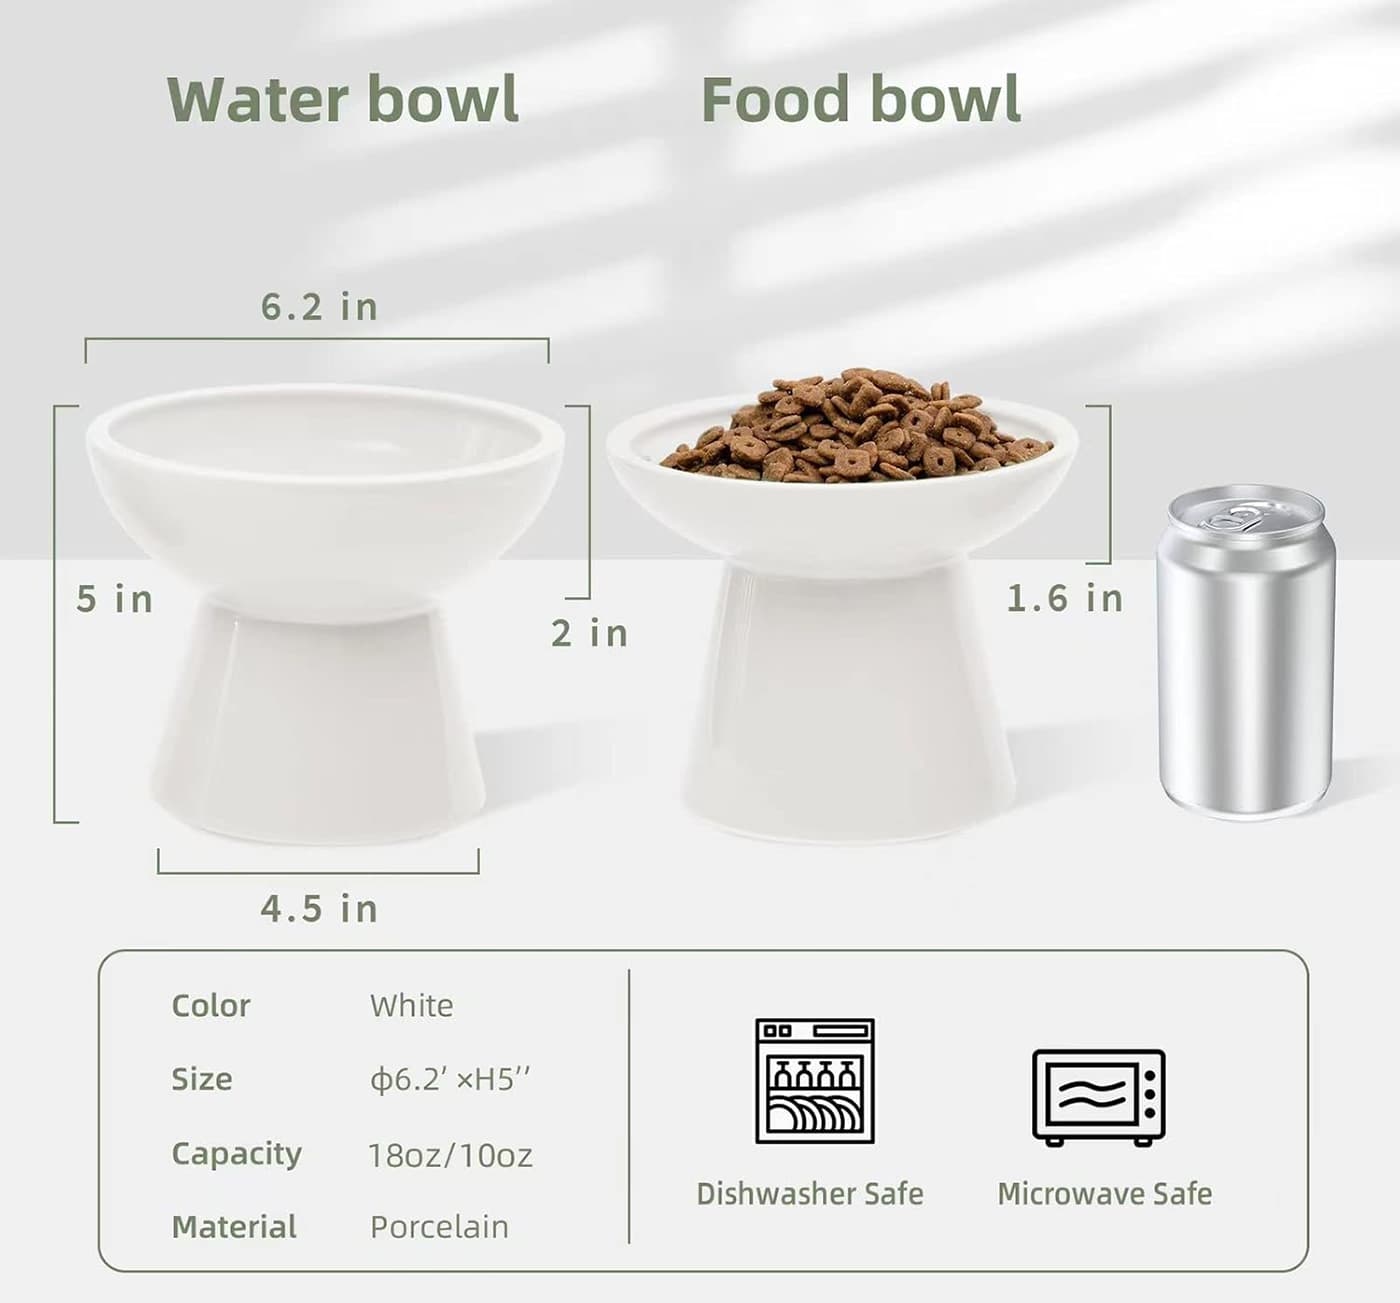 Water bowl
Food bowl
6.2 in
5 in
2 in
1.6 in
4.5 in
Color White
Size ϕ6.2′ ×H5′′
Capacity 18oz/10oz
Material Porcelain
Dishwasher Safe
Microwave Safe